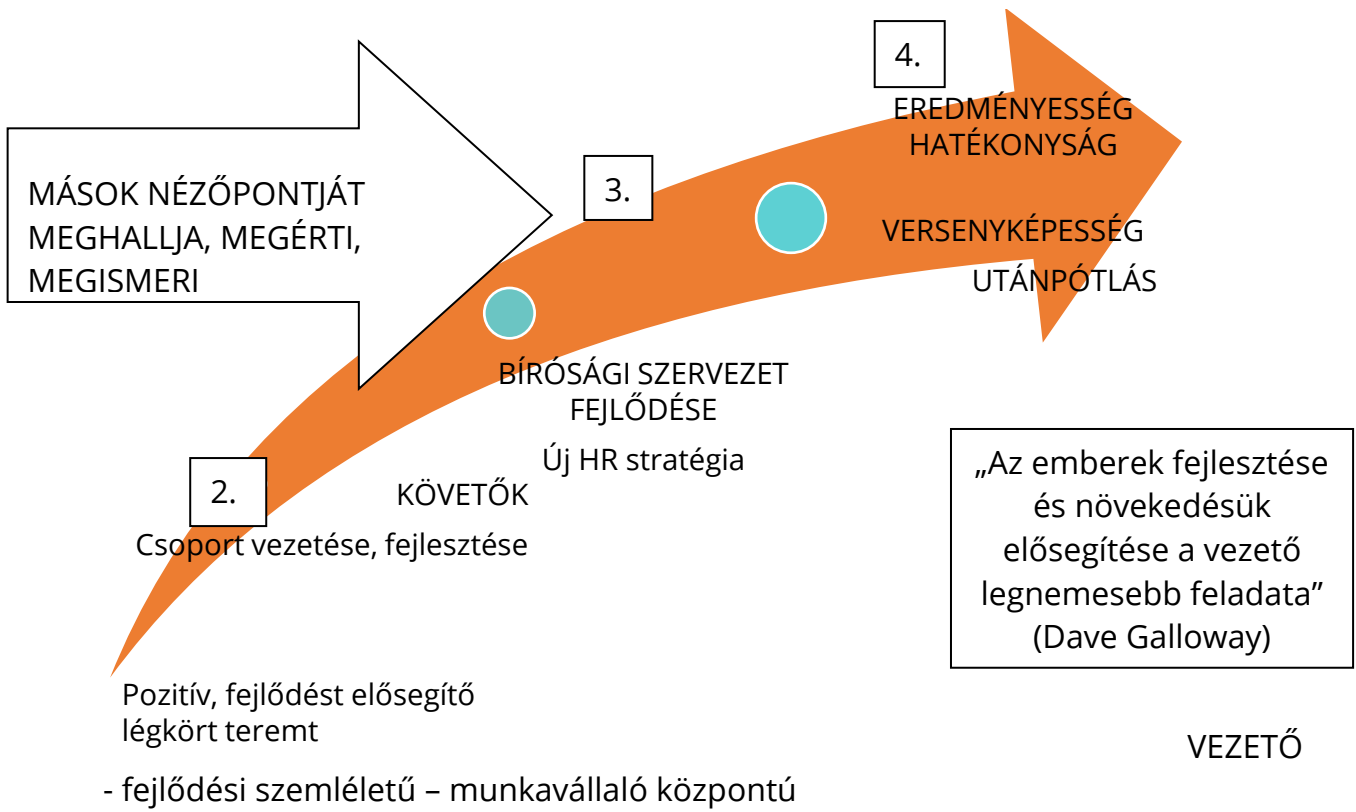 4.
EREDMÉNYESSÉG
HATÉKONYSÁG
MÁSOK NÉZŐPONTJÁT
MEGHALLJA, MEGÉRTI,
MEGISMERI
3.
VERSENYKÉPESSÉG
UTÁNPÓTLÁS
BÍRÓSÁGI SZERVEZET
FEJLŐDÉSE
Új HR stratégia
2.
KÖVETŐK
Csoport vezetése, fejlesztése
„Az emberek fejlesztése
és növekedésük
elősegítése a vezető
legnemesebb feladata”
(Dave Galloway)
Pozitív, fejlődést elősegítő
légkört teremt
VEZETŐ
- fejlődési szemléletű – munkavállaló központú